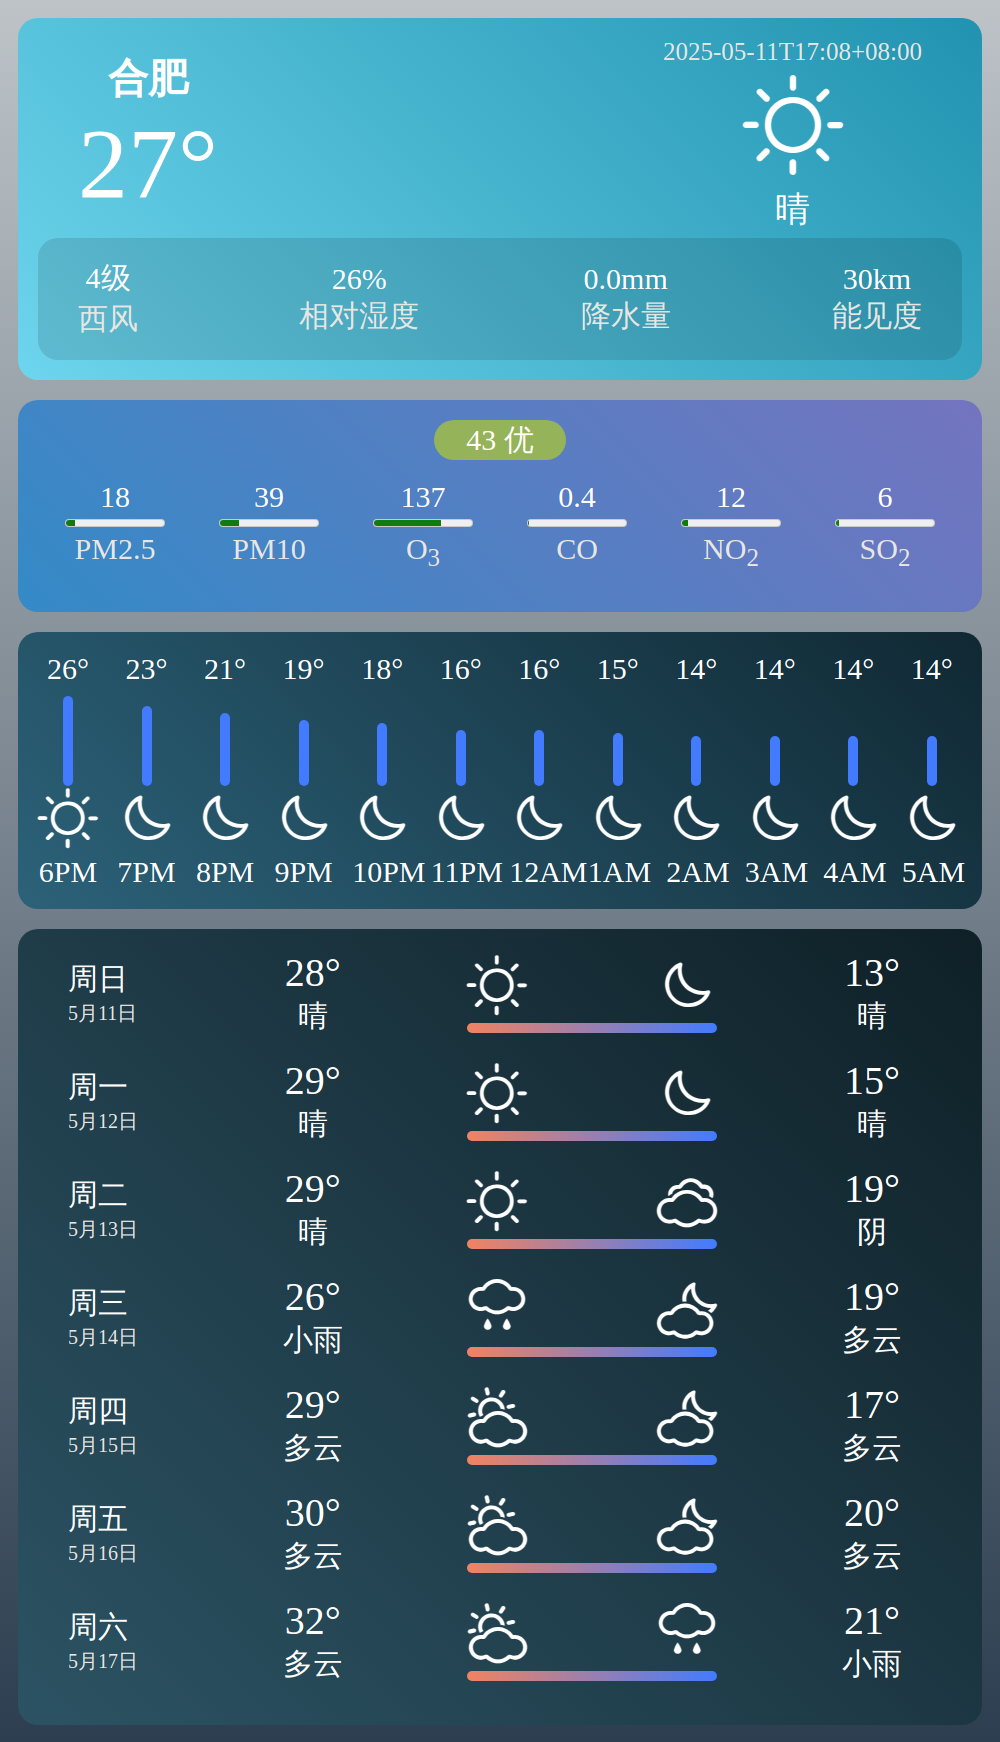 合肥
27°
2025-05-11T17:08+08:00
晴
4级 26% 0.0mm 30km
西风 相对湿度 降水量 能见度
43 优
18 39 137 0.4 12 6
PM2.5 PM10 O3 CO NO2 SO2
26° 23° 21° 19° 18° 16° 16° 15° 14° 14° 14° 14°
6PM 7PM 8PM 9PM 10PM 11PM 12AM 1AM 2AM 3AM 4AM 5AM
周日 28° 13°
5月11日 晴 晴
周一 29° 15°
5月12日 晴 晴
周二 29° 19°
5月13日 晴 阴
周三 26° 19°
5月14日 小雨 多云
周四 29° 17°
5月15日 多云 多云
周五 30° 20°
5月16日 多云 多云
周六 32° 21°
5月17日 多云 小雨